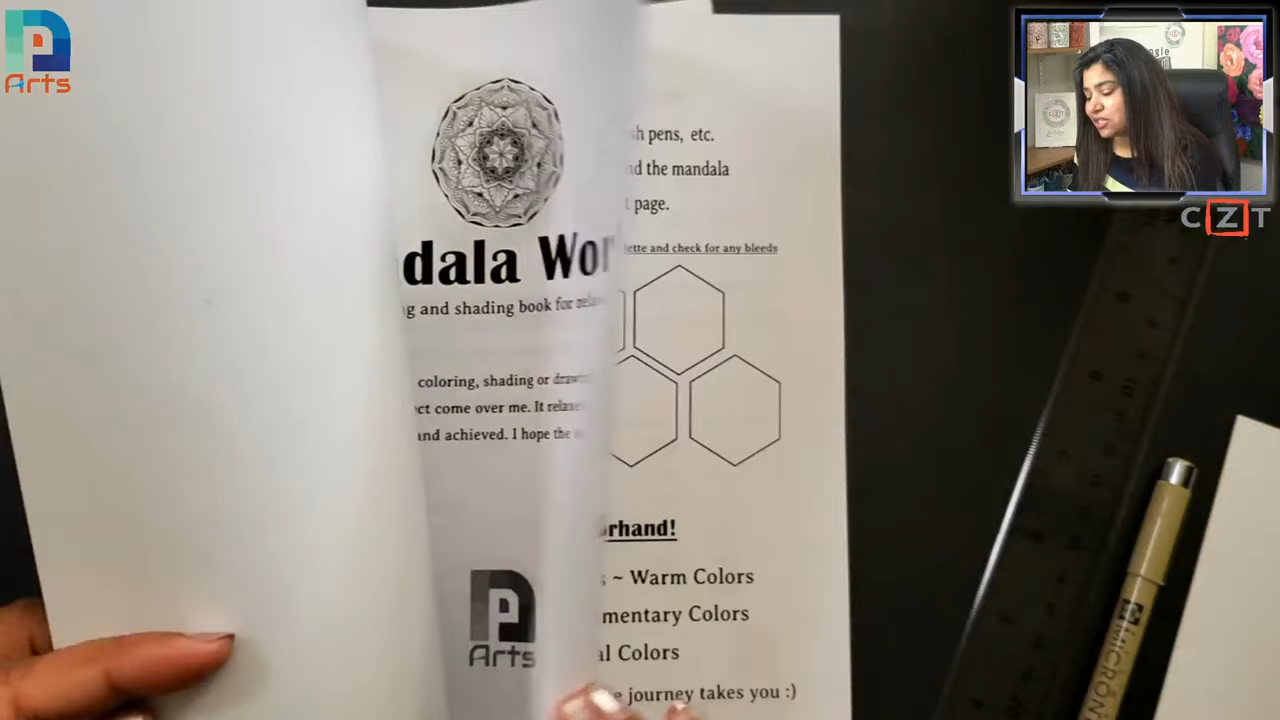 Arts
dala Wor
g and shading book for
coloring, shading or
ct come over me. It
and achieved. I hope the
Arts
h pens, etc.
nd the mandala
page.
ette and check for any bleeds
rhand!
~ Warm Colors
mentary Colors
al Colors
e journey takes you :)
CZT
MICRON